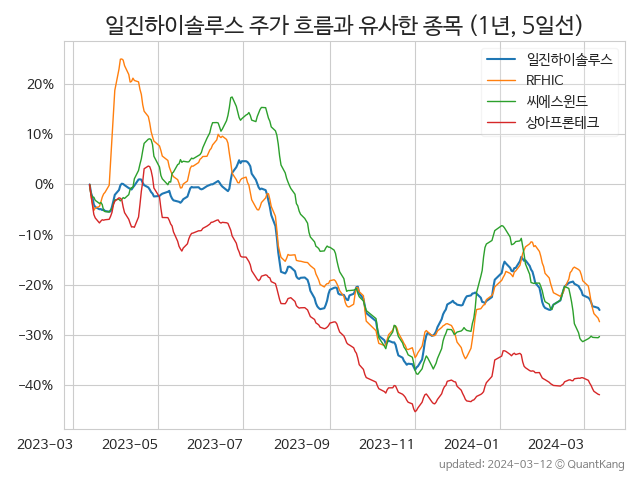 일진하이솔루스 주가 흐름과 유사한 종목 (1년, 5일선)
일진하이솔루스
RFHIC
씨에스윈드
상아프론테크
20%
10%
0%
−10%
−20%
−30%
−40%
2023-03 2023-05 2023-07 2023-09 2023-11 2024-01 2024-03
updated: 2024-03-12 © QuantKang